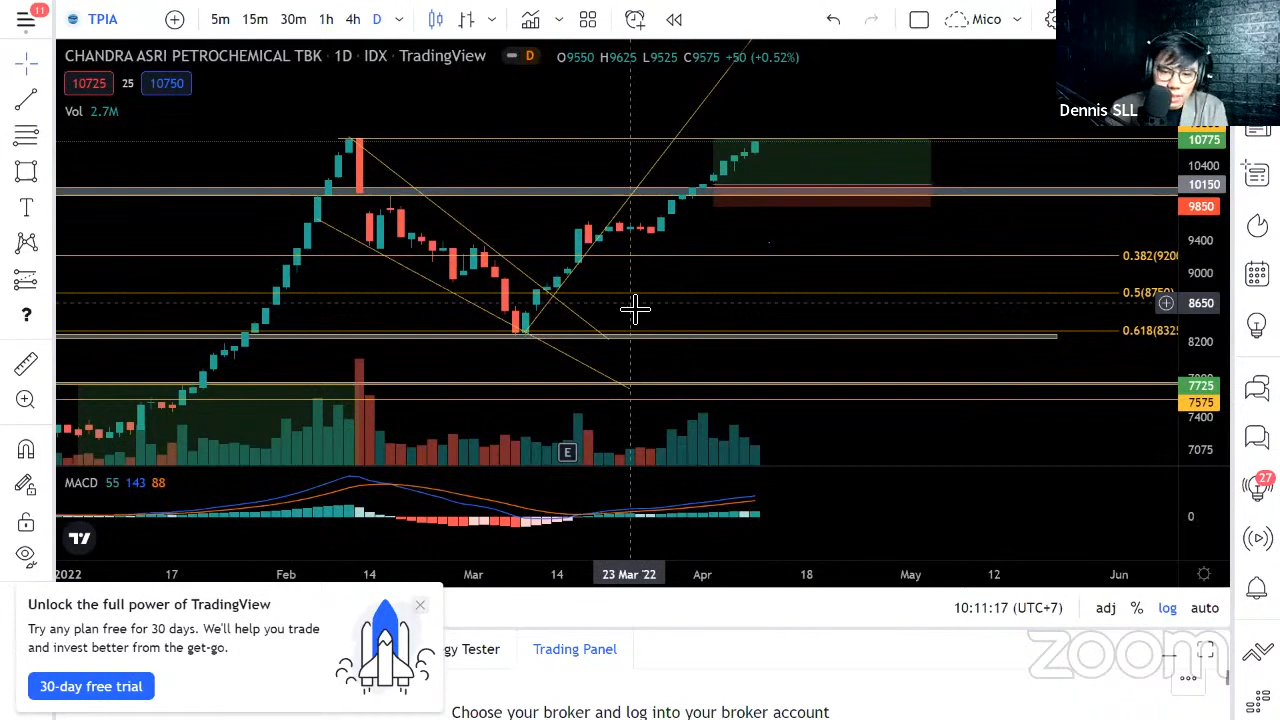 11
TPIA
5m 15m 30m 1h 4h D
Mico
CHANDRA ASRI PETROCHEMICAL TBK · 1D · IDX · TradingView D O9550 H9625 L9525 C9575 +50 (+0.52%)
10725 25 10750
Vol 2.7M
Dennis SLL
10775
10400
10150
9850
9400
0.382(9200
9000
0.5(8750)
8650
0.618(8325
8200
7725
7575
7400
7075
E
MACD 55 143 88
27
0
2022 17 Feb 14 Mar 14 23 Mar '22 Apr 18 May 12 Jun
Unlock the full power of TradingView
Try any plan free for 30 days. We'll help you trade
and invest better from the get-go.
30-day free trial
10:11:17 (UTC+7) adj % log auto
gy Tester Trading Panel
zoom
Choose your broker and log into your broker account